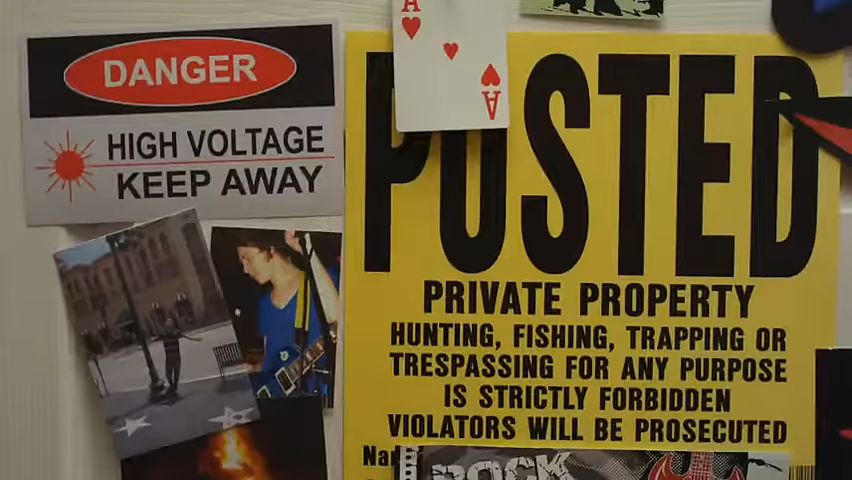 DANGER
HIGH VOLTAGE
KEEP AWAY
A
A
POSTED
PRIVATE PROPERTY
HUNTING, FISHING, TRAPPING OR
TRESPASSING FOR ANY PURPOSE
IS STRICTLY FORBIDDEN
VIOLATORS WILL BE PROSECUTED
ROCK